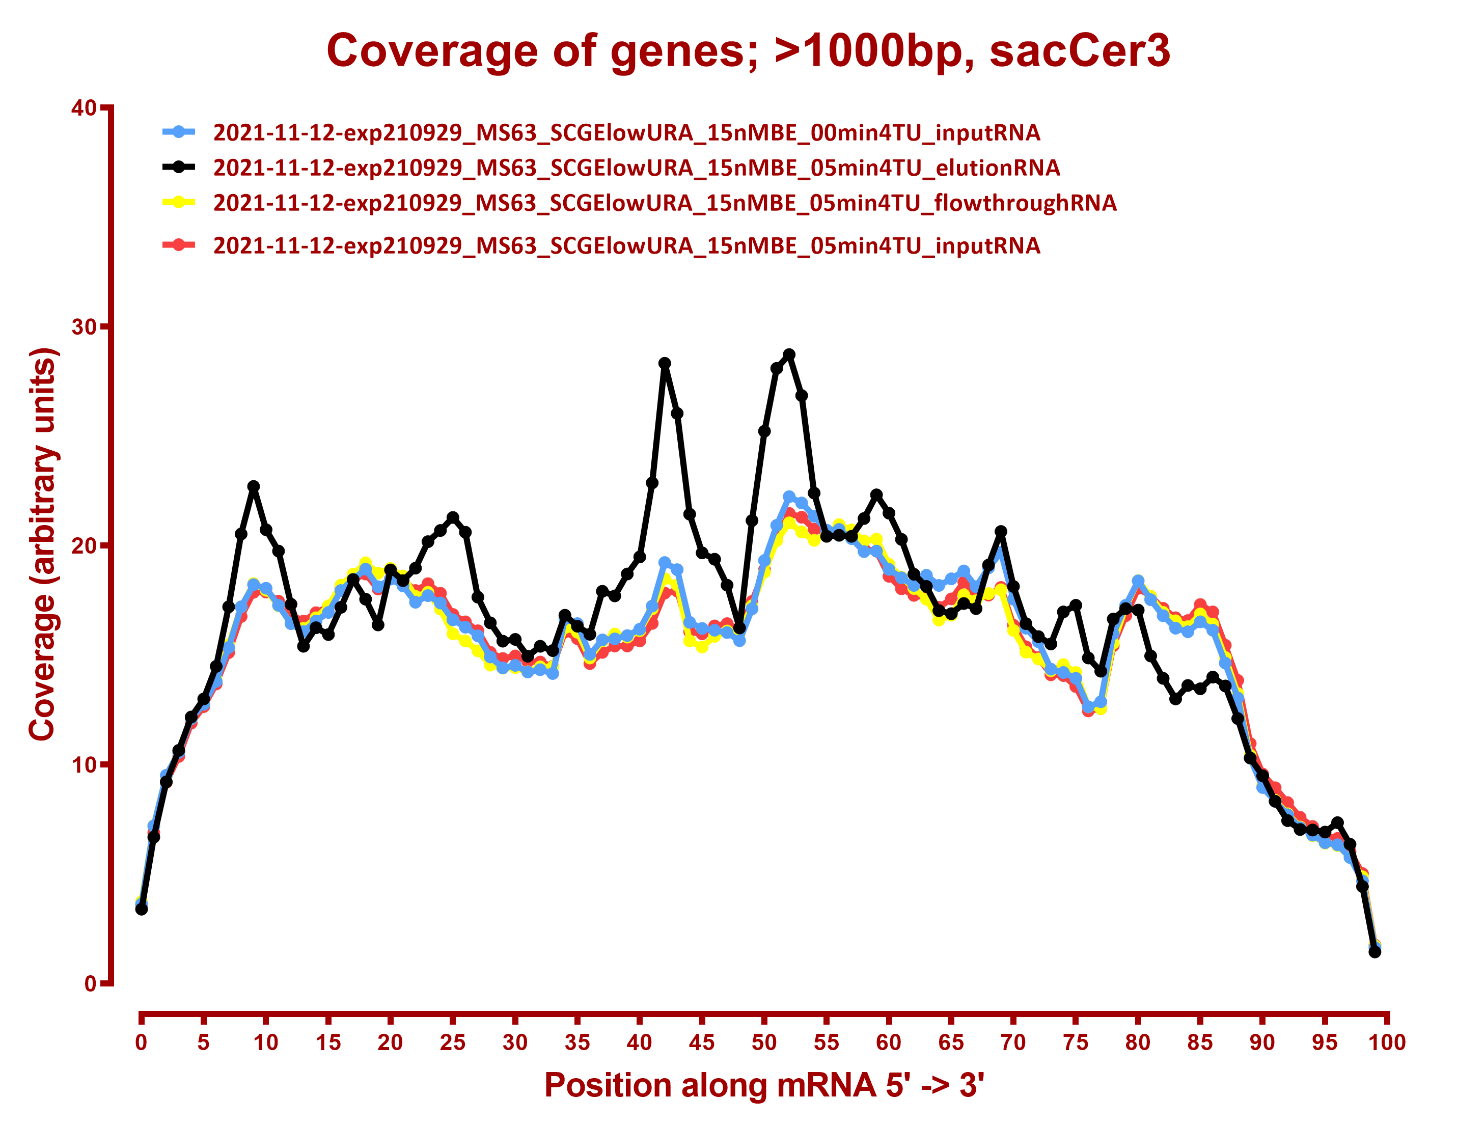 Coverage of genes; >1000bp, sacCer3
40
2021-11-12-exp210929_MS63_SCGElowURA_15nMBE_00min4TU_inputRNA
2021-11-12-exp210929_MS63_SCGElowURA_15nMBE_05min4TU_elutionRNA
2021-11-12-exp210929_MS63_SCGElowURA_15nMBE_05min4TU_flowthroughRNA
2021-11-12-exp210929_MS63_SCGElowURA_15nMBE_05min4TU_inputRNA
30
Coverage (arbitrary units)
20
10
0
0 5 10 15 20 25 30 35 40 45 50 55 60 65 70 75 80 85 90 95 100
Position along mRNA 5' -> 3'